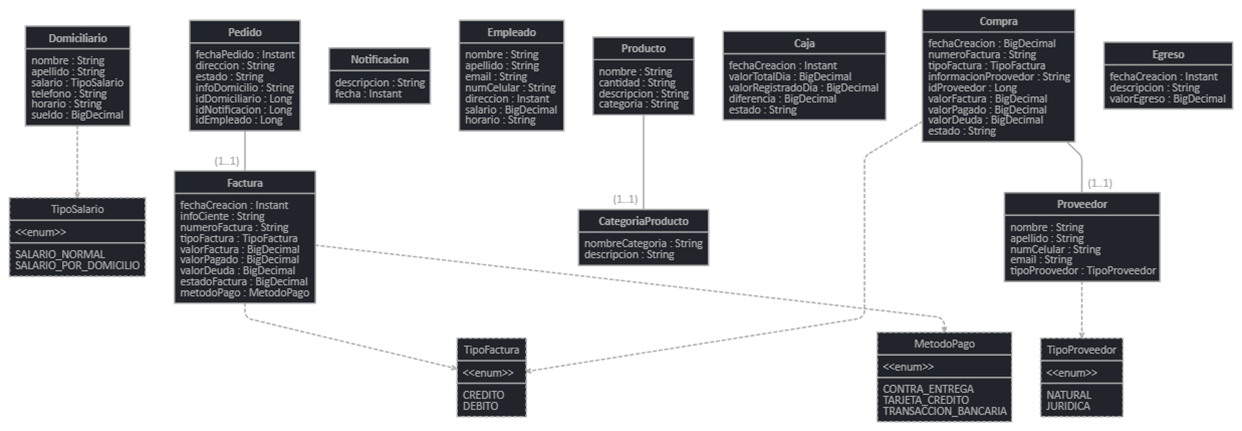 Domiciliario
nombre : String
apellido : String
salario : TipoSalario
telefono : String
horario : String
sueldo : BigDecimal
Pedido
fechaPedido : Instant
direccion : String
estado : String
infoDomicilio : String
idDomiciliario : Long
idNotificacion : Long
idEmpleado : Long
Notificacion
descripcion : String
fecha : Instant
Empleado
nombre : String
apellido : String
email : String
numCelular : String
direccion : Instant
salario : BigDecimal
horario : String
Producto
nombre : String
cantidad : String
descripcion : String
categoria : String
Caja
fechaCreacion : Instant
valorTotalDia : BigDecimal
valorRegistradoDia : BigDecimal
diferencia : BigDecimal
estado : String
Compra
fechaCreacion : BigDecimal
numeroFactura : String
tipoFactura : TipoFactura
informacionProovedor : String
idProveedor : Long
valorFactura : BigDecimal
valorPagado : BigDecimal
valorDeuda : BigDecimal
estado : String
Egreso
fechaCreacion : Instant
descripcion : String
valorEgreso : BigDecimal
(1..1)
(1..1)
(1..1)
TipoSalario
<<enum>>
SALARIO_NORMAL
SALARIO_POR_DOMICILIO
Factura
fechaCreacion : Instant
infoCiente : String
numeroFactura : String
tipoFactura : TipoFactura
valorFactura : BigDecimal
valorPagado : BigDecimal
valorDeuda : BigDecimal
estadoFactura : BigDecimal
metodoPago : MetodoPago
CategoriaProducto
nombreCategoria : String
descripcion : String
Proveedor
nombre : String
apellido : String
numCelular : String
email : String
tipoProovedor : TipoProveedor
TipoFactura
<<enum>>
CREDITO
DEBITO
MetodoPago
<<enum>>
CONTRA_ENTREGA
TARJETA_CREDITO
TRANSACCION_BANCARIA
TipoProveedor
<<enum>>
NATURAL
JURIDICA